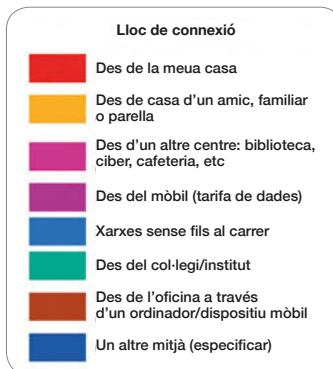 Lloc de connexió
Des de la meua casa
Des de casa d'un amic, familiar
o parella
Des d'un altre centre: biblioteca,
ciber, cafeteria, etc
Des del mòbil (tarifa de dades)
Xarxes sense fils al carrer
Des del col·legi/institut
Des de l'oficina a través
d'un ordinador/dispositiu mòbil
Un altre mitjà (especificar)